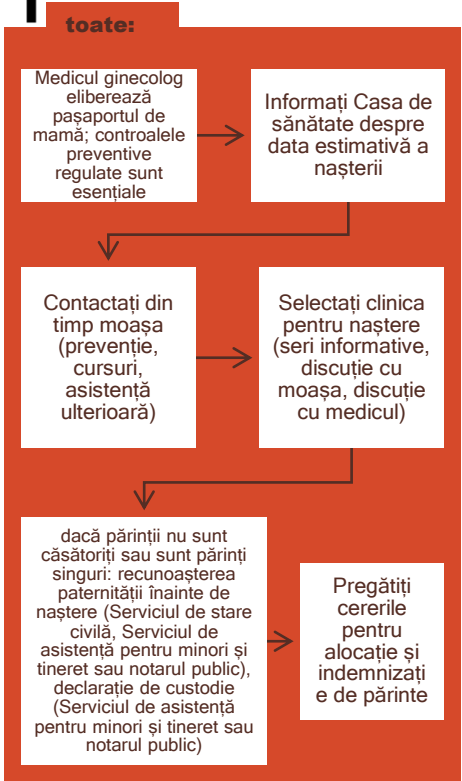 toate:
Medicul ginecolog
eliberează
pașaportul de
mamă; controalele
preventive
regulate sunt
esențiale
Informați Casa de
sănătate despre
data estimativă a
nașterii
Contactați din
timp moașa
(prevenție,
cursuri,
asistență
ulterioară)
Selectați clinica
pentru naștere
(seri informative,
discuție cu
moașa, discuție
cu medicul)
dacă părinții nu sunt
căsătoriți sau sunt părinți
singuri: recunoașterea
paternității înainte de
naștere (Serviciul de stare
civilă, Serviciul de
asistență pentru minori și
tineret sau notarul public),
declarație de custodie
(Serviciul de asistență
pentru minori și tineret sau
notarul public)
Pregătiți
cererile
pentru
alocație și
indemnizați
e de părinte